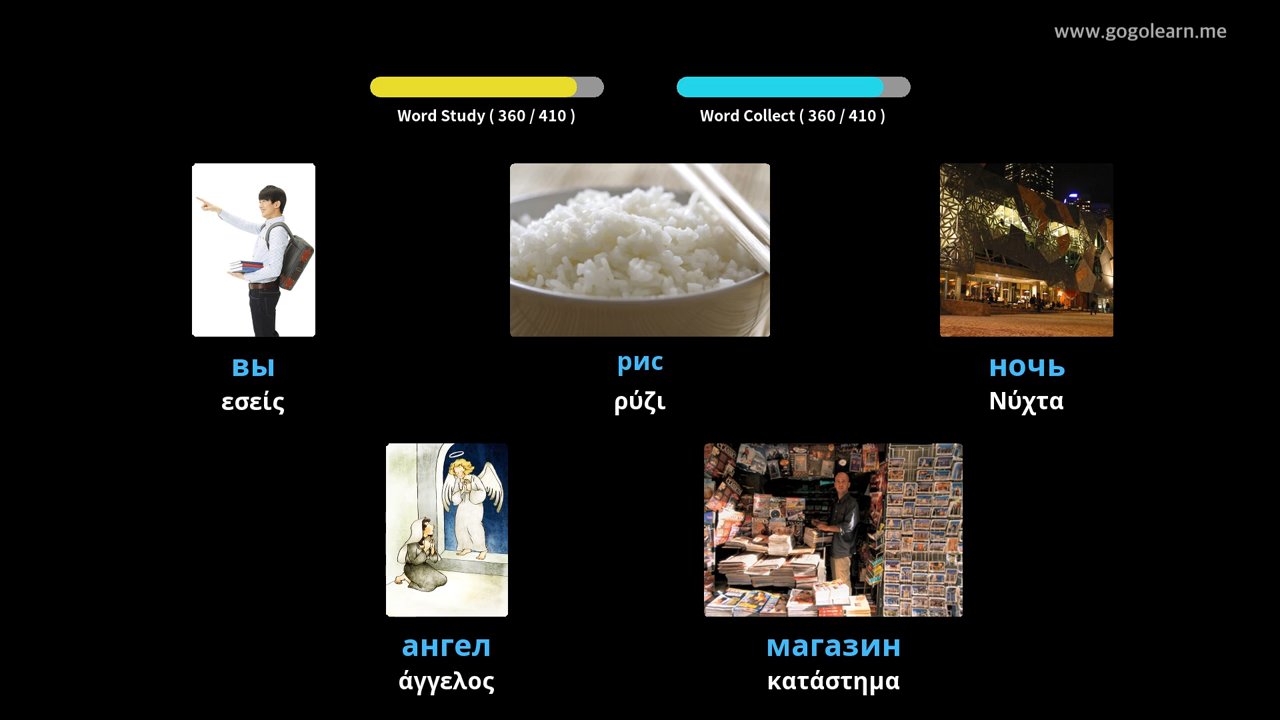 www.gogolearn.me
Word Study ( 360 / 410 )
Word Collect ( 360 / 410 )
вы
εσείς
рис
ρύζι
ночь
Νύχτα
ангел
άγγελος
магазин
κατάστημα